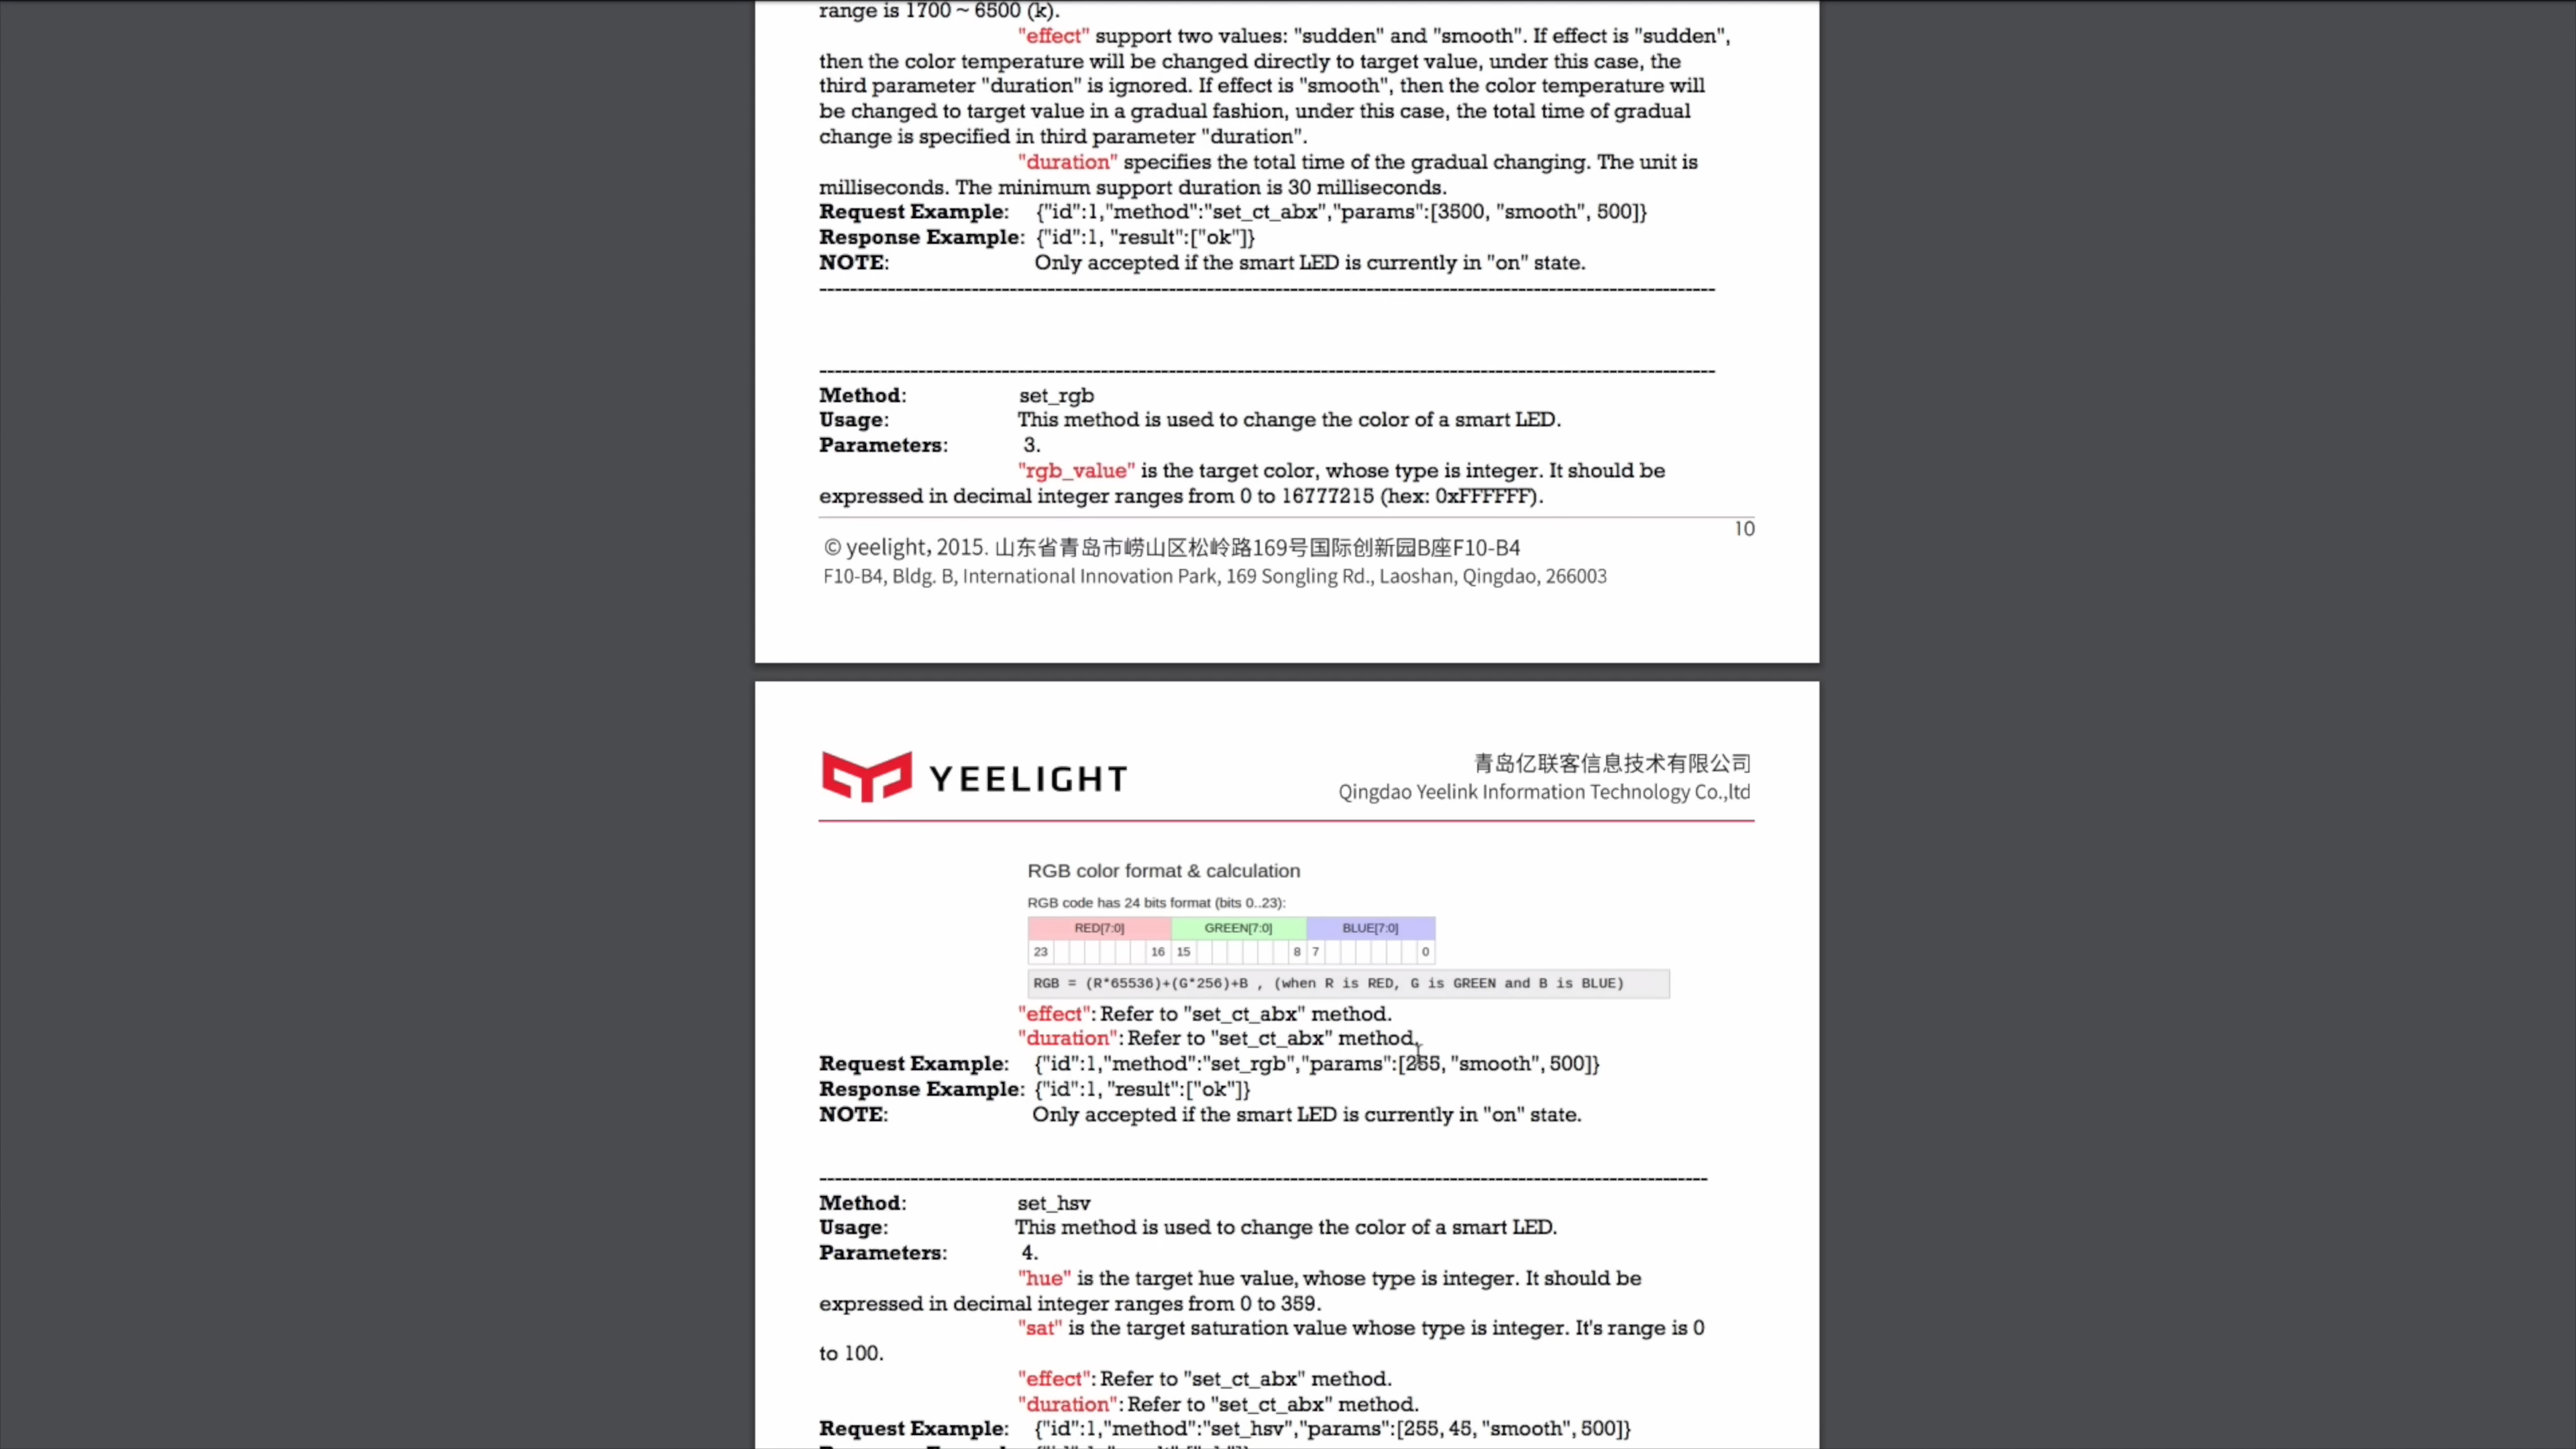 range is 1700 ~ 6500 (k).
"effect" support two values: "sudden" and "smooth". If effect is "sudden",
then the color temperature will be changed directly to target value, under this case, the
third parameter "duration" is ignored. If effect is "smooth", then the color temperature will
be changed to target value in a gradual fashion, under this case, the total time of gradual
change is specified in third parameter "duration".
"duration" specifies the total time of the gradual changing. The unit is
milliseconds. The minimum support duration is 30 milliseconds.
Request Example: {"id":1,"method":"set_ct_abx","params":[3500, "smooth", 500]}
Response Example: {"id":1, "result":["ok"]}
NOTE: Only accepted if the smart LED is currently in "on" state.
Method: set_rgb
Usage: This method is used to change the color of a smart LED.
Parameters: 3.
"rgb_value" is the target color, whose type is integer. It should be
expressed in decimal integer ranges from 0 to 16777215 (hex: 0xFFFFFF).
10
© yeelight, 2015. 山东省青岛市崂山区松岭路169号国际创新园B座F10-B4
F10-B4, Bldg. B, International Innovation Park, 169 Songling Rd., Laoshan, Qingdao, 266003
YEELIGHT
青岛亿联客信息技术有限公司
Qingdao Yeelink Information Technology Co.,ltd
RGB color format & calculation
RGB code has 24 bits format (bits 0..23):
RED[7:0] GREEN[7:0] BLUE[7:0]
23 16 15 8 7 0
RGB = (R*65536)+(G*256)+B , (when R is RED, G is GREEN and B is BLUE)
"effect": Refer to "set_ct_abx" method.
"duration": Refer to "set_ct_abx" method.
Request Example: {"id":1,"method":"set_rgb","params":[255, "smooth", 500]}
Response Example: {"id":1, "result":["ok"]}
NOTE: Only accepted if the smart LED is currently in "on" state.
Method: set_hsv
Usage: This method is used to change the color of a smart LED.
Parameters: 4.
"hue" is the target hue value, whose type is integer. It should be
expressed in decimal integer ranges from 0 to 359.
"sat" is the target saturation value whose type is integer. It's range is 0
to 100.
"effect": Refer to "set_ct_abx" method.
"duration": Refer to "set_ct_abx" method.
Request Example: {"id":1,"method":"set_hsv","params":[255, 45, "smooth", 500]}